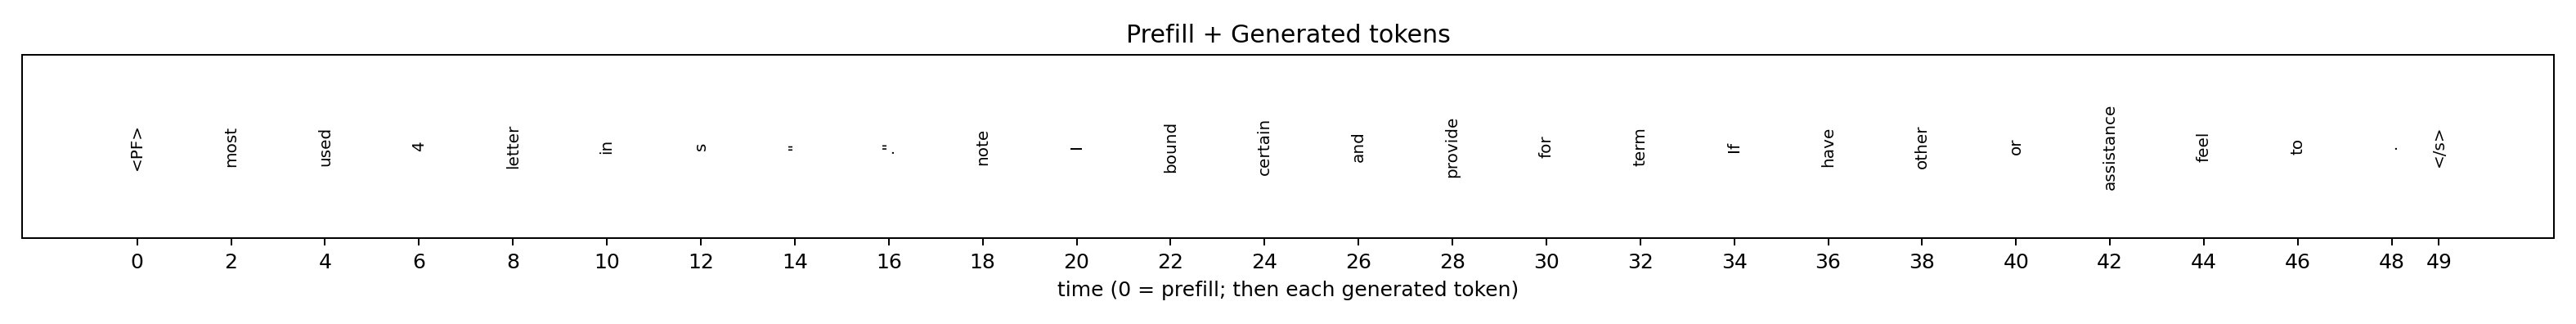 Prefill + Generated tokens
<PF> most used 4 letter in s " ". note I bound certain and provide for term If have other or assistance feel to . </s>
0 2 4 6 8 10 12 14 16 18 20 22 24 26 28 30 32 34 36 38 40 42 44 46 48 49
time (0 = prefill; then each generated token)